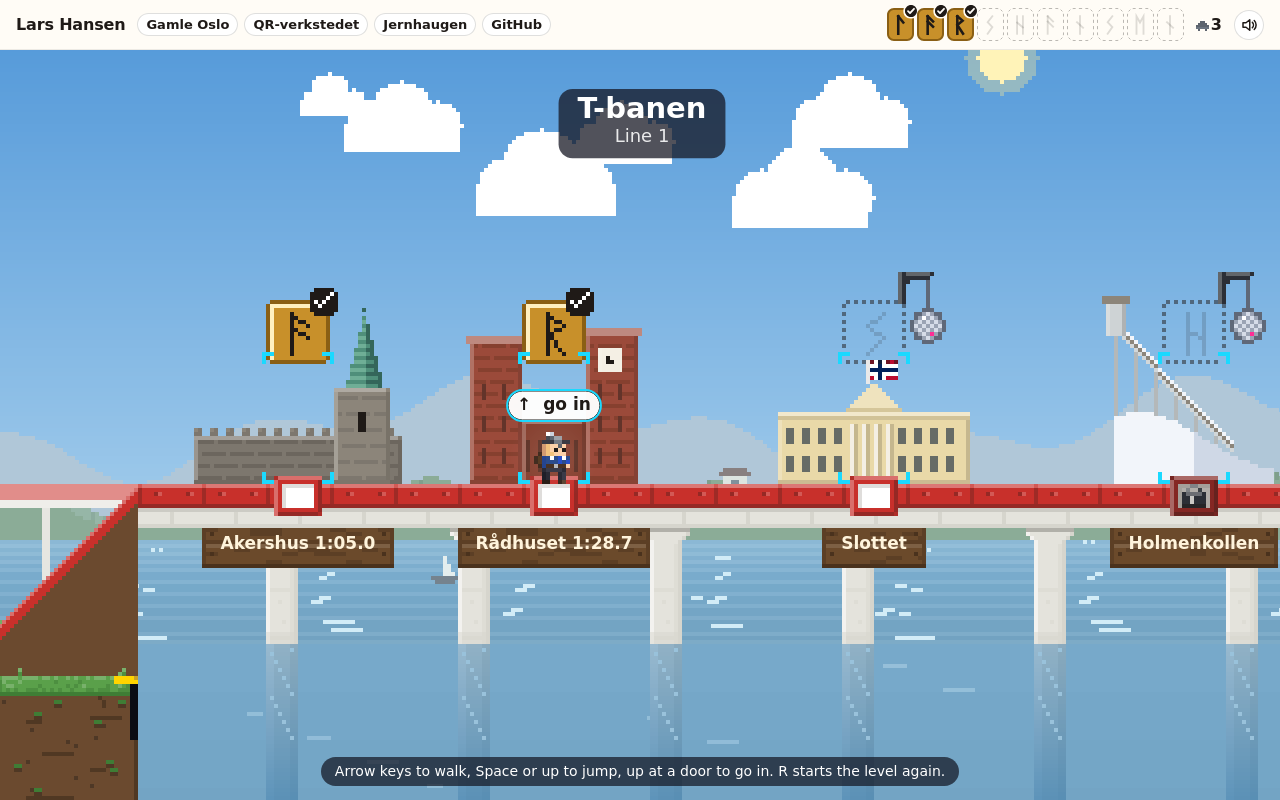 Lars Hansen
Gamle Oslo
QR-verkstedet
Jernhaugen
GitHub
ᛚ ᚨ ᚱ ᛊ ᚺ ᚨ ᚾ ᛊ ᛖ ᚾ
3
T-banen
Line 1
ᚨ
ᚱ
ᛊ
ᚺ
↑ go in
Akershus 1:05.0
Rådhuset 1:28.7
Slottet
Holmenkollen
Arrow keys to walk, Space or up to jump, up at a door to go in. R starts the level again.